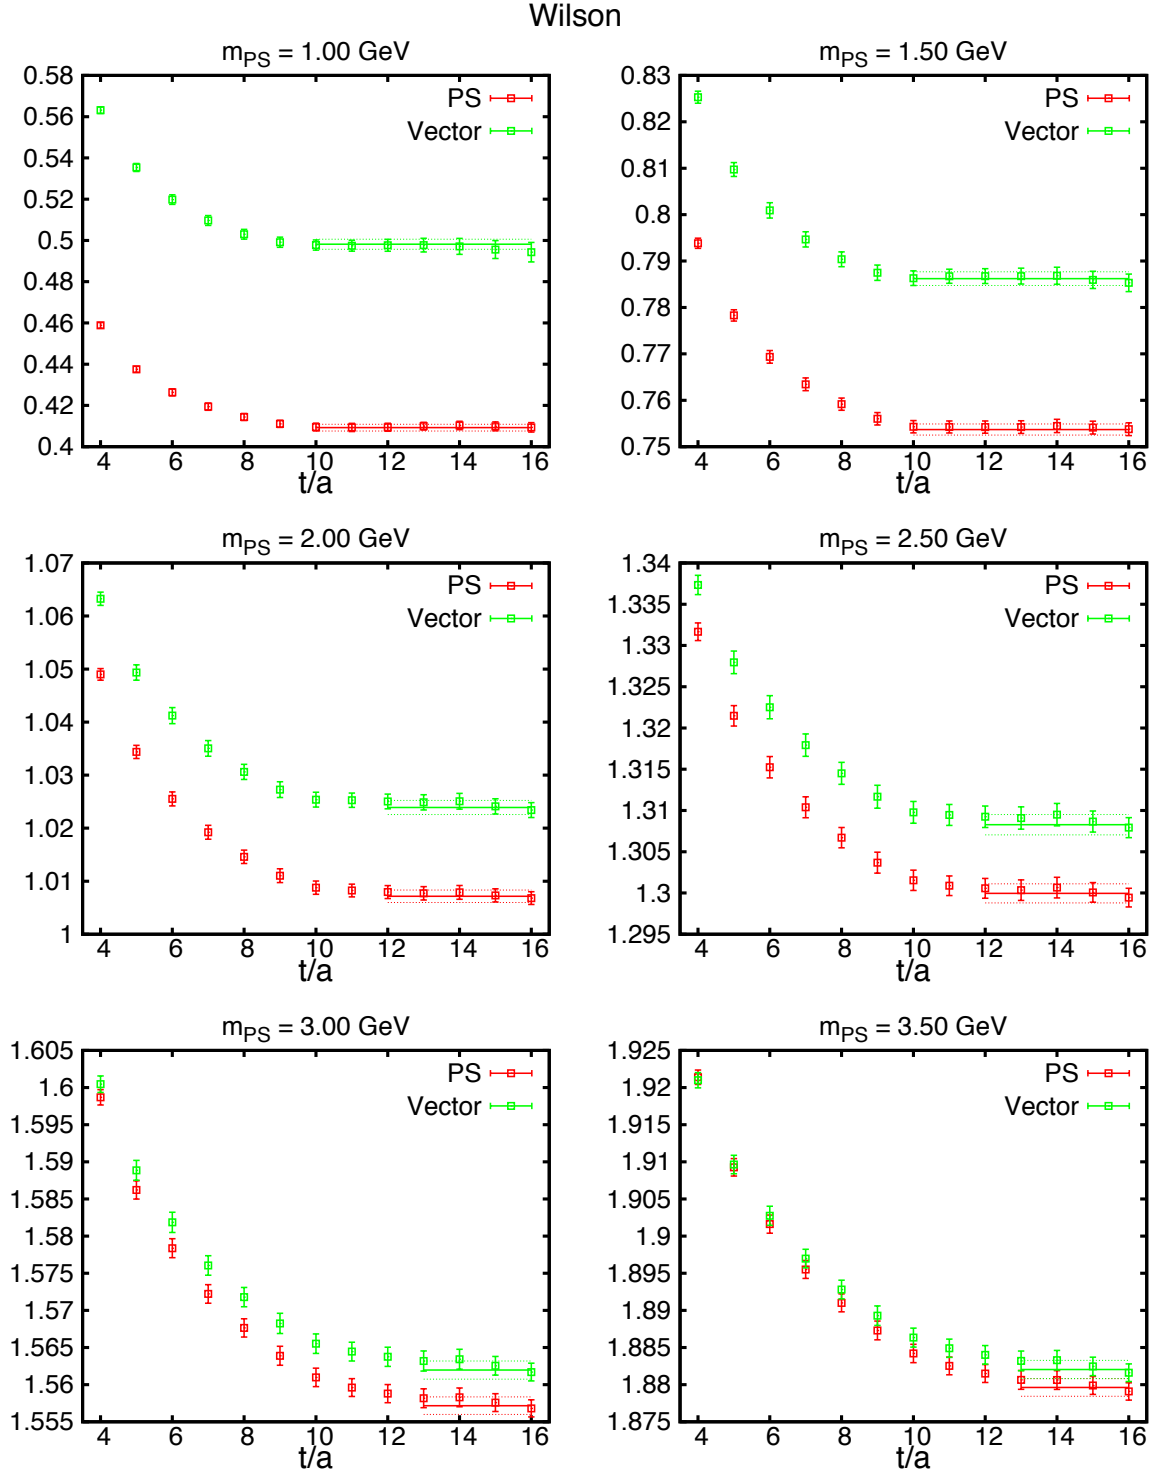 Wilson
m_PS = 1.00 GeV
0.58
0.56
0.54
0.52
0.5
0.48
0.46
0.44
0.42
0.4
PS
Vector
4 6 8 10 12 14 16
t/a
m_PS = 1.50 GeV
0.83
0.82
0.81
0.8
0.79
0.78
0.77
0.76
0.75
PS
Vector
4 6 8 10 12 14 16
t/a
m_PS = 2.00 GeV
1.07
1.06
1.05
1.04
1.03
1.02
1.01
1
PS
Vector
4 6 8 10 12 14 16
t/a
m_PS = 2.50 GeV
1.34
1.335
1.33
1.325
1.32
1.315
1.31
1.305
1.3
1.295
PS
Vector
4 6 8 10 12 14 16
t/a
m_PS = 3.00 GeV
1.605
1.6
1.595
1.59
1.585
1.58
1.575
1.57
1.565
1.56
1.555
PS
Vector
4 6 8 10 12 14 16
t/a
m_PS = 3.50 GeV
1.925
1.92
1.915
1.91
1.905
1.9
1.895
1.89
1.885
1.88
1.875
PS
Vector
4 6 8 10 12 14 16
t/a